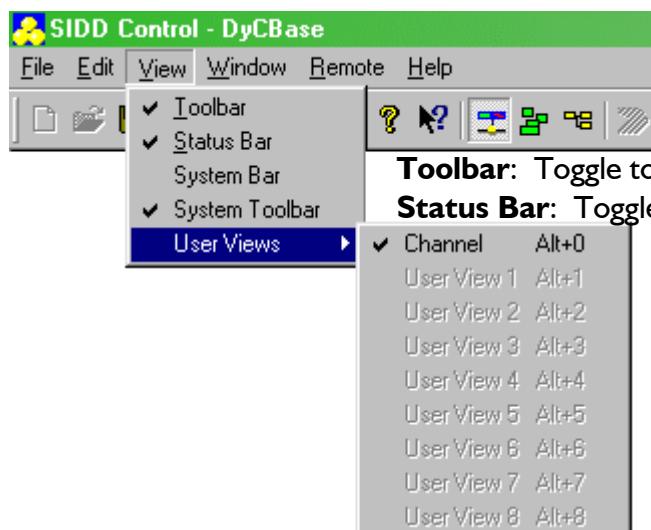 SIDD Control - DyCBase
File Edit View Window Remote Help
Toolbar
Status Bar
System Bar
System Toolbar
User Views
Toolbar: Toggle to
Status Bar: Toggle
Channel Alt+0
User View 1 Alt+1
User View 2 Alt+2
User View 3 Alt+3
User View 4 Alt+4
User View 5 Alt+5
User View 6 Alt+6
User View 7 Alt+7
User View 8 Alt+8